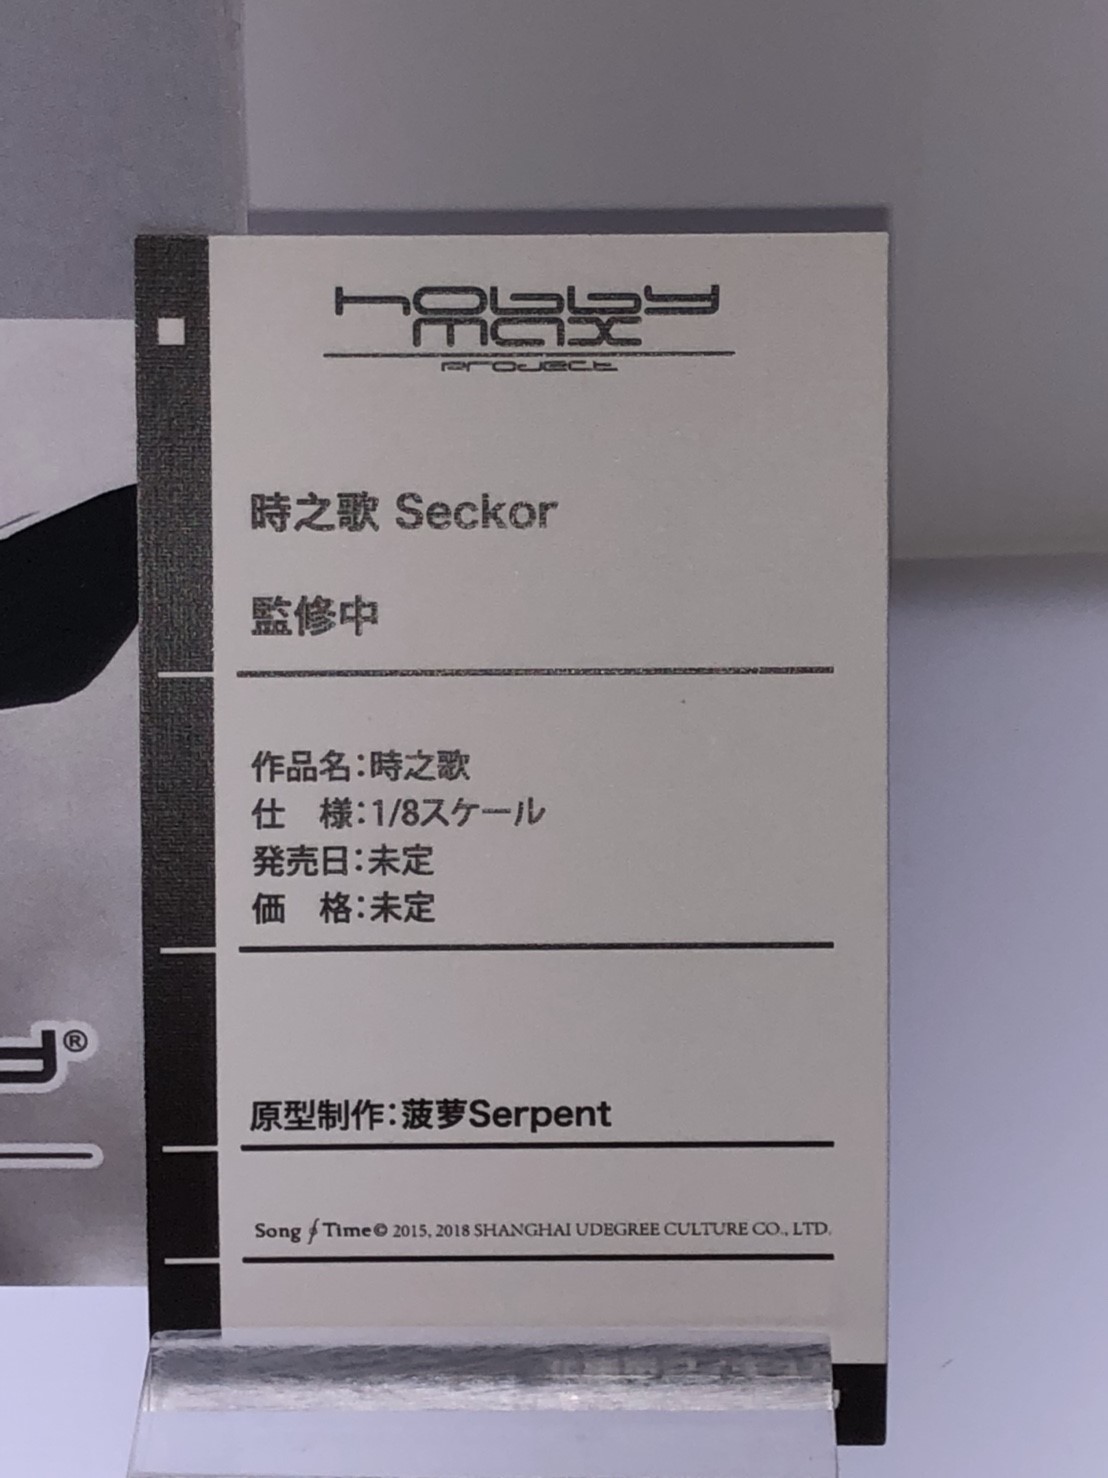 hobby
max
project
時之歌 Seckor
監修中
作品名：時之歌
仕　様：1/8スケール
発売日：未定
価　格：未定
原型制作：菠萝Serpent
Song ∮ Time© 2015, 2018 SHANGHAI UDEGREE CULTURE CO., LTD.
y®